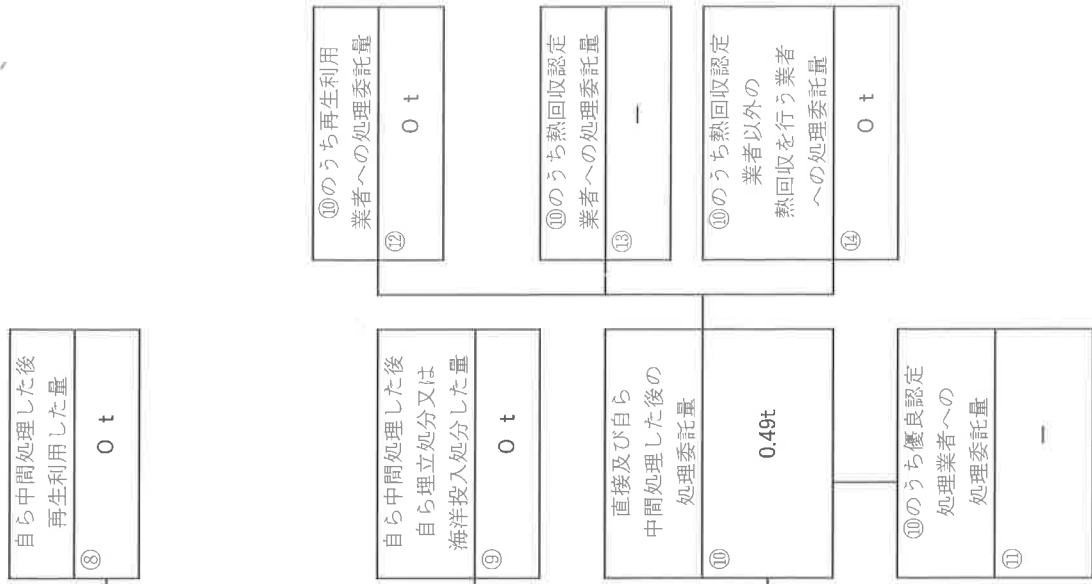 自ら中間処理した後
再生利用した量
⑧
0 t
自ら中間処理した後
自ら埋立処分又は
海洋投入処分した量
⑨
0 t
直接及び自ら
中間処理した後の
処理委託量
⑩
0.49t
⑩のうち優良認定
処理業者への
処理委託量
⑪
―
⑩のうち再生利用
業者への処理委託量
⑫
0 t
⑩のうち熱回収認定
業者への処理委託量
⑬
―
⑩のうち熱回収認定
業者以外の
熱回収を行う業者
への処理委託量
⑭
0 t